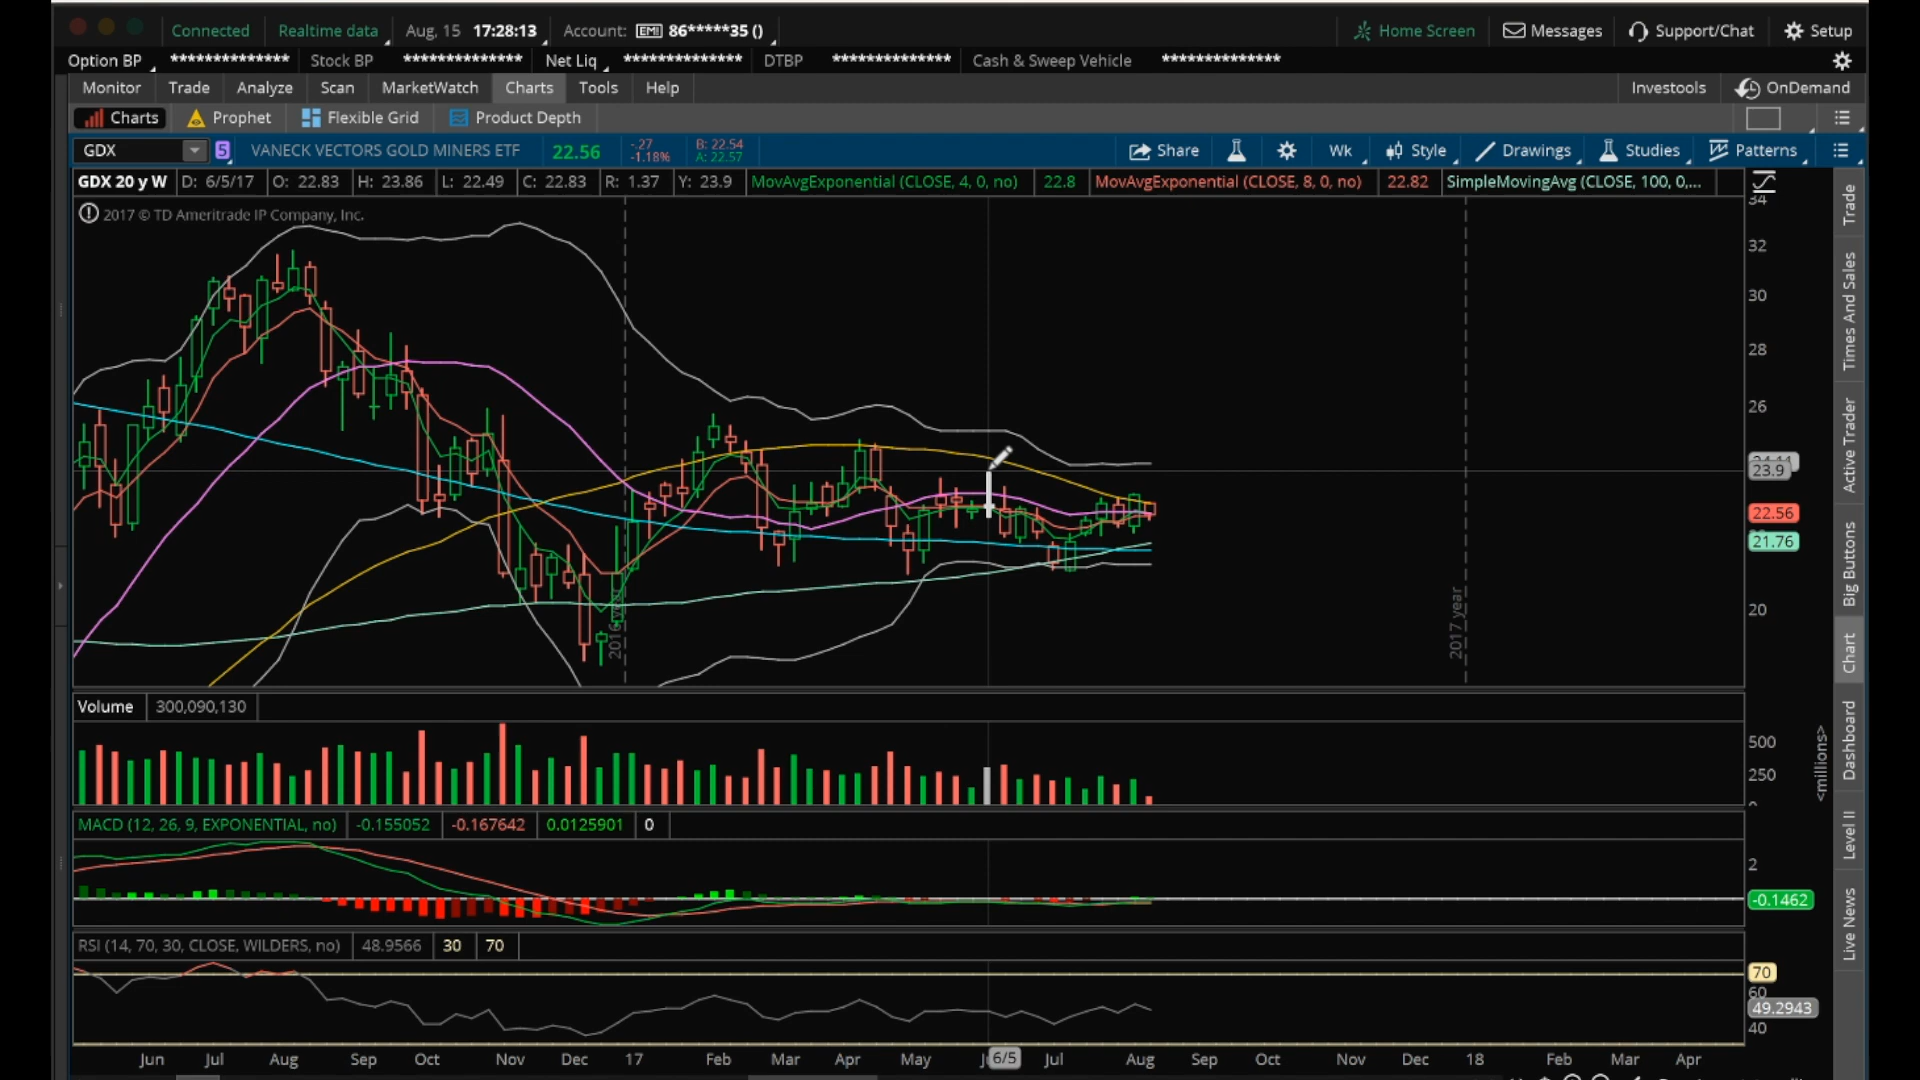 Connected Realtime data Aug, 15 17:28:13 Account: EMI 86*****35 () Home Screen Messages Support/Chat Setup
Option BP ************** Stock BP ************** Net Liq ************** DTBP ************** Cash & Sweep Vehicle **************
Monitor Trade Analyze Scan MarketWatch Charts Tools Help Investools OnDemand
Charts Prophet Flexible Grid Product Depth
GDX 5 VANECK VECTORS GOLD MINERS ETF 22.56 -.27 -1.18% B: 22.54 A: 22.57 Share Wk Style Drawings Studies Patterns
GDX 20 y W D: 6/5/17 O: 22.83 H: 23.86 L: 22.49 C: 22.83 R: 1.37 Y: 23.9 MovAvgExponential (CLOSE, 4, 0, no) 22.8 MovAvgExponential (CLOSE, 8, 0, no) 22.82 SimpleMovingAvg (CLOSE, 100, 0,...
2017 © TD Ameritrade IP Company, Inc.
34
32
30
28
26
23.9
22.56
21.76
20
2016 year
2017 year
Volume 300,090,130
500
250
<millions>
MACD (12, 26, 9, EXPONENTIAL, no) -0.155052 -0.167642 0.0125901 0
2
-0.1462
RSI (14, 70, 30, CLOSE, WILDERS, no) 48.9566 30 70
70
60
49.2943
40
Jun Jul Aug Sep Oct Nov Dec 17 Feb Mar Apr May 6/5 Jul Aug Sep Oct Nov Dec 18 Feb Mar Apr
Trade
Times And Sales
Active Trader
Big Buttons
Chart
Dashboard
Level II
Live News